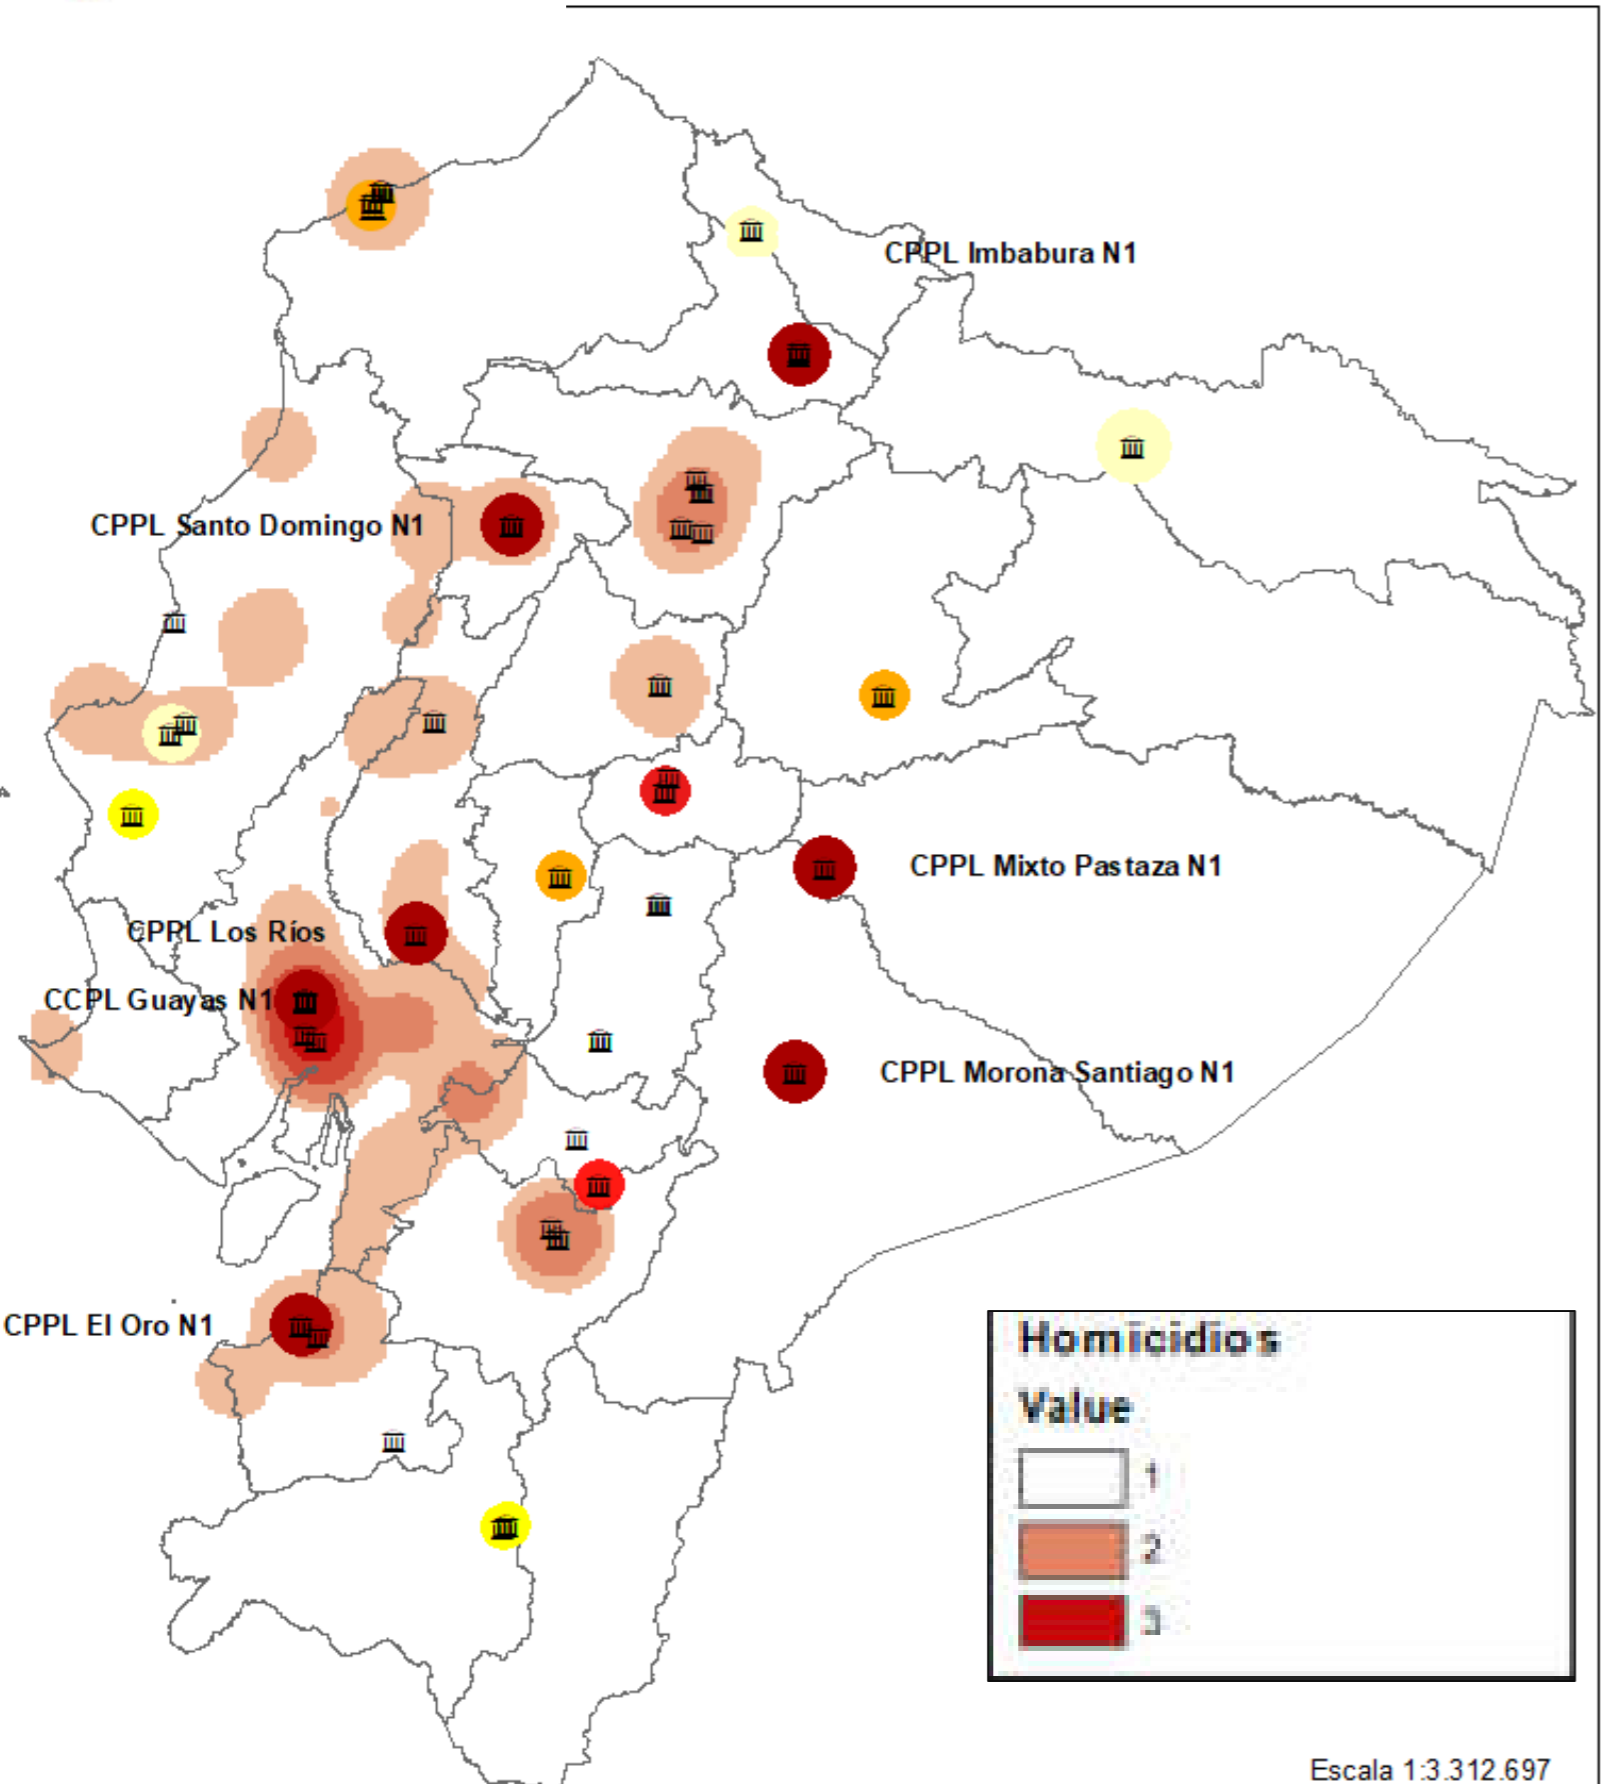 CPPL Imbabura N1
CPPL Santo Domingo N1
CPPL Mixto Pastaza N1
CPPL Los Ríos
CCPL Guayas N1
CPPL Morona Santiago N1
CPPL El Oro N1
Homicidios
Value
1
2
3
Escala 1:3.312.697